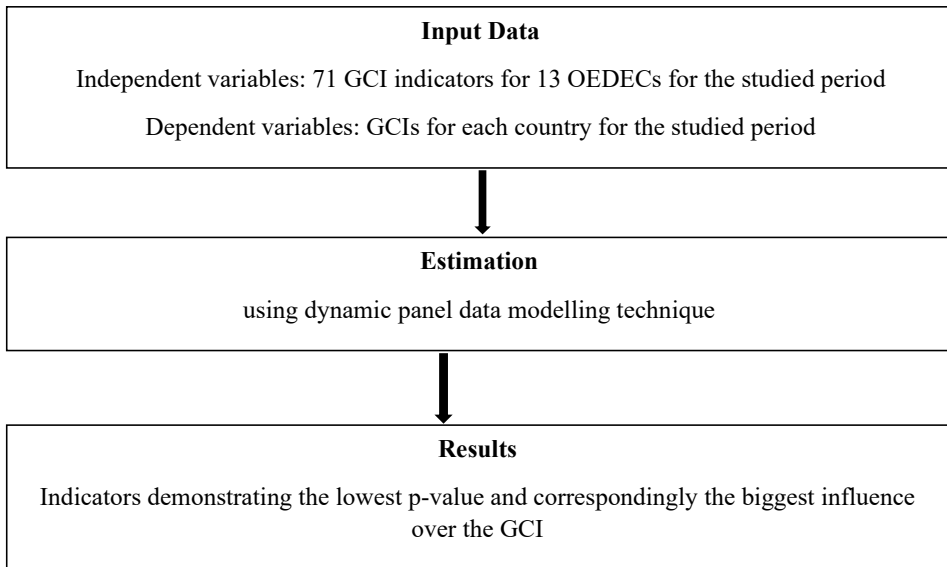 Input Data
Independent variables: 71 GCI indicators for 13 OEDECs for the studied period
Dependent variables: GCIs for each country for the studied period
Estimation
using dynamic panel data modelling technique
Results
Indicators demonstrating the lowest p-value and correspondingly the biggest influence
over the GCI